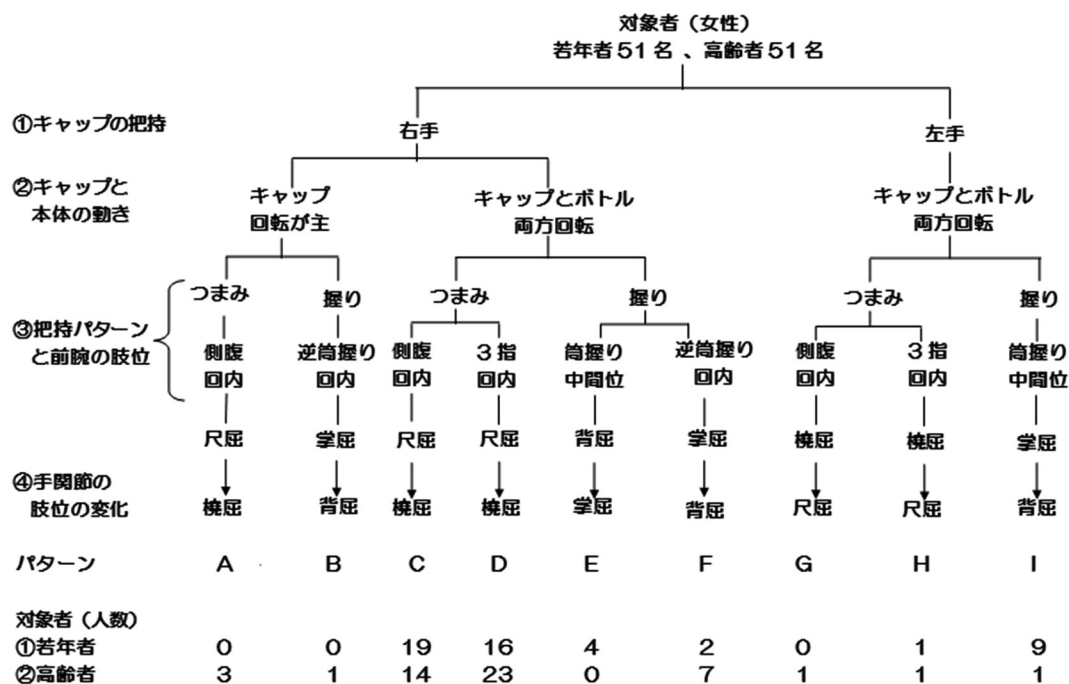 対象者（女性）
若年者51名 、高齢者51名
①キャップの把持
右手
左手
②キャップと
本体の動き
キャップ
回転が主
キャップとボトル
両方回転
キャップとボトル
両方回転
③把持パターン
と前腕の肢位
つまみ
握り
つまみ
握り
つまみ
握り
側腹
回内
逆筒握り
回内
側腹
回内
３指
回内
筒握り
中間位
逆筒握り
回内
側腹
回内
３指
回内
筒握り
中間位
④手関節の
肢位の変化
尺屈 掌屈 尺屈 尺屈 背屈 掌屈 橈屈 橈屈 掌屈
橈屈 背屈 橈屈 橈屈 掌屈 背屈 尺屈 尺屈 背屈
パターン A B C D E F G H I
対象者（人数）
①若年者 0 0 19 16 4 2 0 1 9
②高齢者 3 1 14 23 0 7 1 1 1